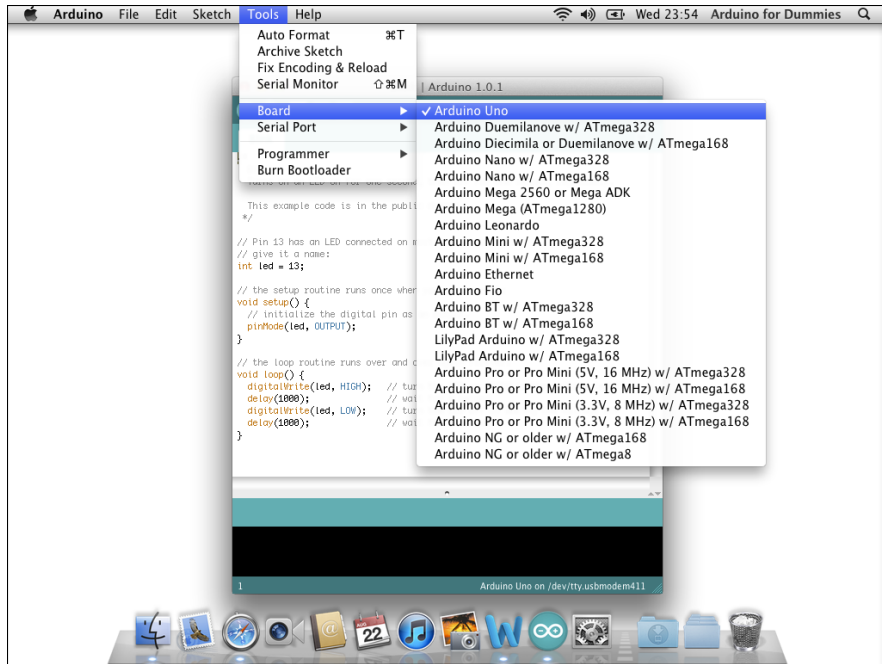 Arduino File Edit Sketch Tools Help Wed 23:54 Arduino for Dummies
Auto Format ⌘T
Archive Sketch
Fix Encoding & Reload
Serial Monitor ⇧⌘M
Board
Serial Port
Programmer
Burn Bootloader
| Arduino 1.0.1
✓ Arduino Uno
Arduino Duemilanove w/ ATmega328
Arduino Diecimila or Duemilanove w/ ATmega168
Arduino Nano w/ ATmega328
Arduino Nano w/ ATmega168
Arduino Mega 2560 or Mega ADK
Arduino Mega (ATmega1280)
Arduino Leonardo
Arduino Mini w/ ATmega328
Arduino Mini w/ ATmega168
Arduino Ethernet
Arduino Fio
Arduino BT w/ ATmega328
Arduino BT w/ ATmega168
LilyPad Arduino w/ ATmega328
LilyPad Arduino w/ ATmega168
Arduino Pro or Pro Mini (5V, 16 MHz) w/ ATmega328
Arduino Pro or Pro Mini (5V, 16 MHz) w/ ATmega168
Arduino Pro or Pro Mini (3.3V, 8 MHz) w/ ATmega328
Arduino Pro or Pro Mini (3.3V, 8 MHz) w/ ATmega168
Arduino NG or older w/ ATmega168
Arduino NG or older w/ ATmega8
Turns on an LED on for one second
This example code is in the publi
*/
// Pin 13 has an LED connected on m
// give it a name:
int led = 13;
// the setup routine runs once when
void setup() {
// initialize the digital pin as
pinMode(led, OUTPUT);
}
// the loop routine runs over and
void loop() {
digitalWrite(led, HIGH); // tur
delay(1000); // wai
digitalWrite(led, LOW); // tur
delay(1000); // wai
}
1 Arduino Uno on /dev/tty.usbmodem411
22